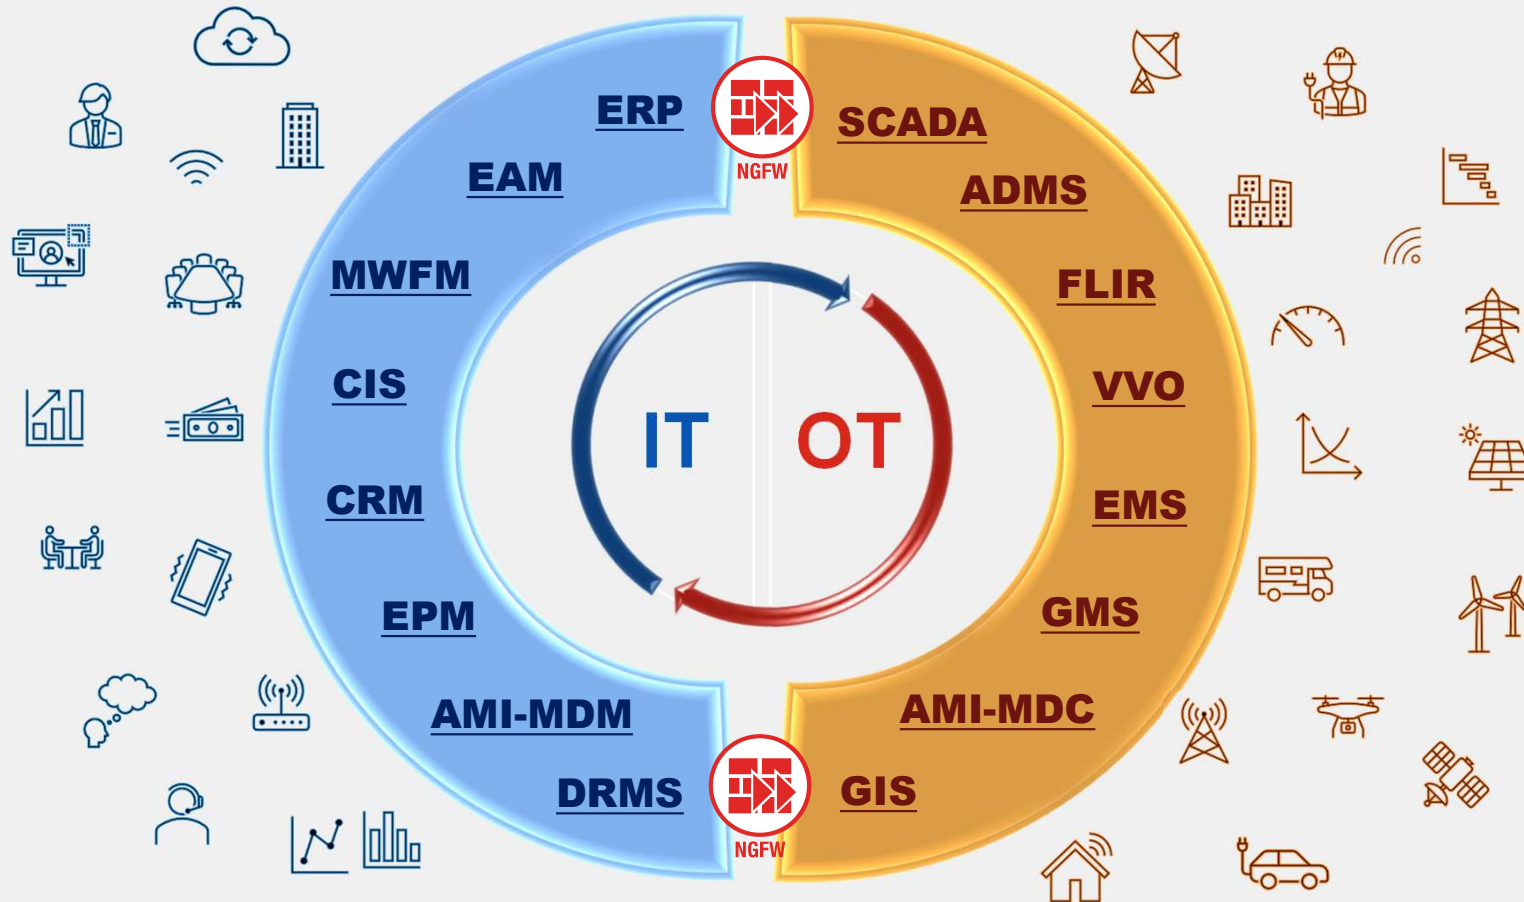 ERP
EAM
MWFM
CIS
CRM
EPM
AMI-MDM
DRMS
NGFW
IT
OT
NGFW
SCADA
ADMS
FLIR
VVO
EMS
GMS
AMI-MDC
GIS